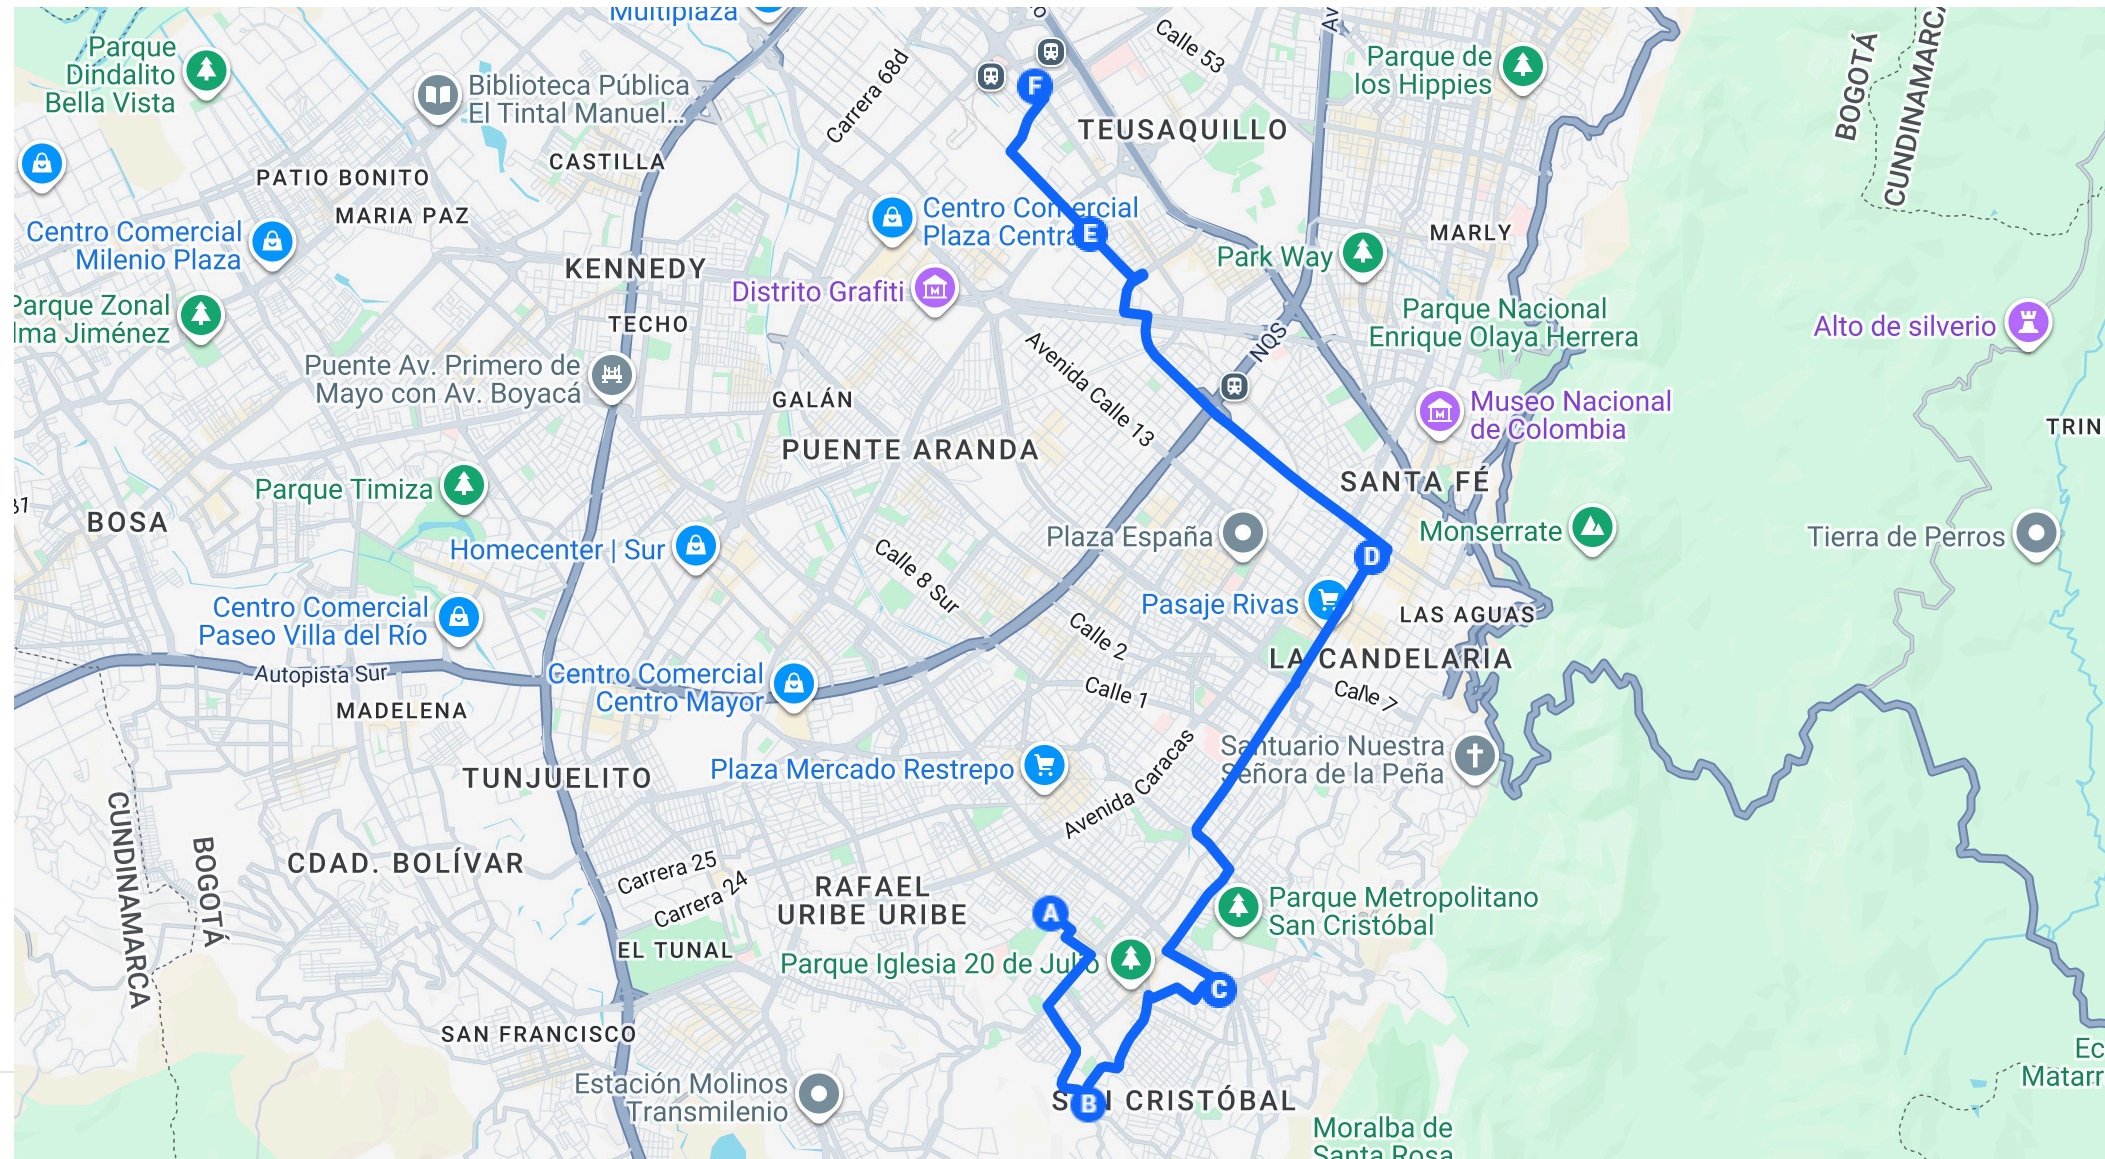 Multiplaza
Parque
Dindalito
Bella Vista
Biblioteca Pública
El Tintal Manuel...
Carrera 68d
Calle 53
Av
Parque de
los Hippies
BOGOTÁ
CUNDINAMARCA
F
TEUSAQUILLO
CASTILLA
PATIO BONITO
MARIA PAZ
Centro Comercial
Plaza Central
E
MARLY
Centro Comercial
Milenio Plaza
KENNEDY
Park Way
Distrito Grafiti
Parque Zonal
lma Jiménez
TECHO
Parque Nacional
Enrique Olaya Herrera
Alto de silverio
NQS
Avenida Calle 13
Puente Av. Primero de
Mayo con Av. Boyacá
GALÁN
Museo Nacional
de Colombia
TRIN
PUENTE ARANDA
SANTA FÉ
Parque Timiza
BOSA
Monserrate
Plaza España
Tierra de Perros
Homecenter | Sur
D
Calle 8 Sur
Centro Comercial
Paseo Villa del Río
Pasaje Rivas
LAS AGUAS
Calle 2
LA CANDELARIA
Autopista Sur
Centro Comercial
Centro Mayor
Calle 1
Calle 7
MADELENA
Santuario Nuestra
Señora de la Peña
Avenida Caracas
TUNJUELITO
Plaza Mercado Restrepo
CUNDINAMARCA
BOGOTÁ
CDAD. BOLÍVAR
Carrera 25
Carrera 24
RAFAEL
URIBE URIBE
A
Parque Metropolitano
San Cristóbal
EL TUNAL
Parque Iglesia 20 de Julio
C
SAN FRANCISCO
Estación Molinos
Transmilenio
B
SAN CRISTÓBAL
Ec
Matarr
Moralba de
Santa Rosa